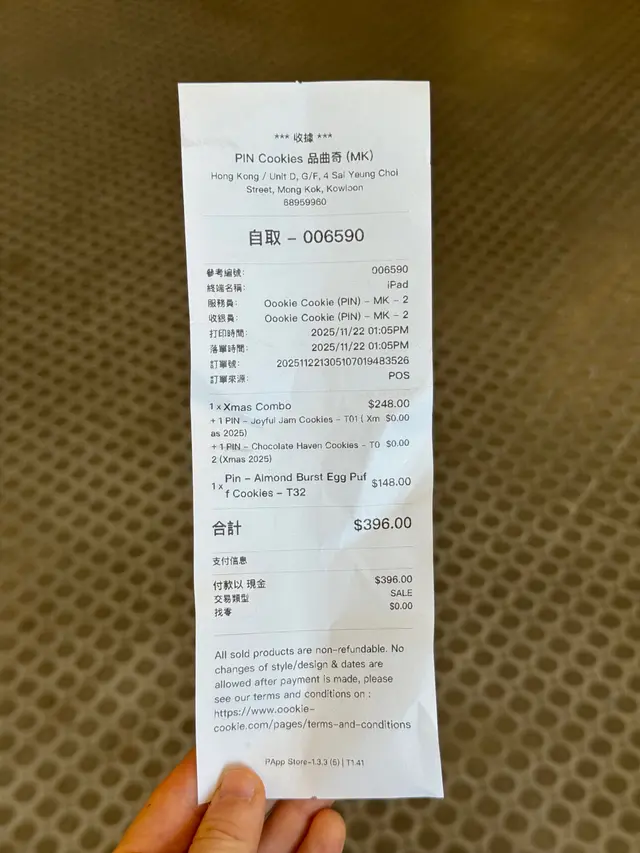 *** 收據 ***
PIN Cookies 品曲奇 (MK)
Hong Kong / Unit D, G/F, 4 Sai Yeung Choi
Street, Mong Kok, Kowloon
68959960
自取 - 006590
參考編號: 006590
終端名稱: iPad
服務員: Oookie Cookie (PIN) - MK - 2
收銀員: Oookie Cookie (PIN) - MK - 2
打印時間: 2025/11/22 01:05PM
落單時間: 2025/11/22 01:05PM
訂單號: 202511221305107019483526
訂單來源: POS
1 x Xmas Combo $248.00
+ 1 PIN - Joyful Jam Cookies - T01 ( Xm $0.00
as 2025)
+ 1 PIN - Chocolate Haven Cookies - T0 $0.00
2 (Xmas 2025)
1 x Pin - Almond Burst Egg Puf $148.00
f Cookies - T32
合計 $396.00
支付信息
付款以 現金 $396.00
交易類型 SALE
找零 $0.00
All sold products are non-refundable. No
changes of style/design & dates are
allowed after payment is made, please
see our terms and conditions on :
https://www.oookie-
cookie.com/pages/terms-and-conditions
PApp Store-1.3.3 (6) | T1.41